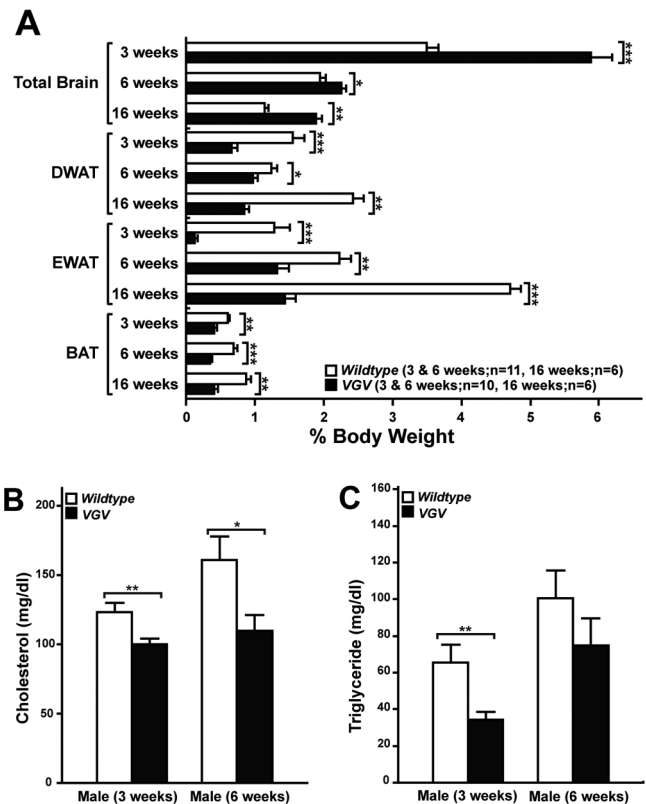 A
Total Brain
3 weeks
***
6 weeks
*
16 weeks
**
DWAT
3 weeks
***
6 weeks
*
16 weeks
**
EWAT
3 weeks
***
6 weeks
**
16 weeks
***
BAT
3 weeks
**
6 weeks
***
16 weeks
**
Wildtype (3 & 6 weeks;n=11, 16 weeks;n=6)
VGV (3 & 6 weeks;n=10, 16 weeks;n=6)
0 1 2 3 4 5 6
% Body Weight
B
Wildtype
VGV
Cholesterol (mg/dl)
200
150
100
50
0
**
*
Male (3 weeks) Male (6 weeks)
C
Wildtype
VGV
Triglyceride (mg/dl)
160
140
120
100
80
60
40
20
0
**
Male (3 weeks) Male (6 weeks)